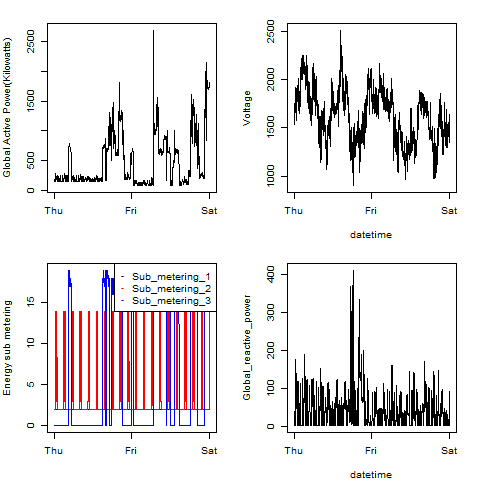 Global Active Power(Kilowatts)
2500
1500
500
0
Thu
Fri
Sat
Voltage
2500
2000
1500
1000
Thu
Fri
Sat
datetime
Energy sub metering
15
10
5
0
Sub_metering_1
Sub_metering_2
Sub_metering_3
Thu
Fri
Sat
Global_reactive_power
400
300
200
100
0
Thu
Fri
Sat
datetime